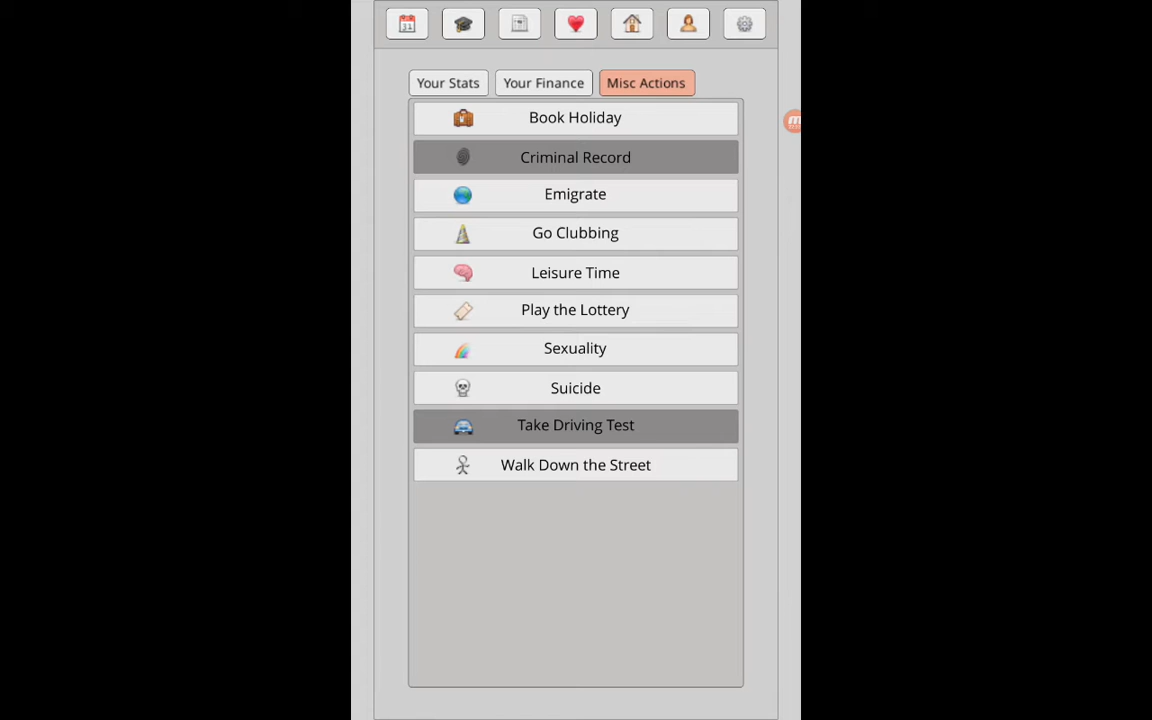 31
Your Stats Your Finance Misc Actions
Book Holiday
Criminal Record
Emigrate
Go Clubbing
Leisure Time
Play the Lottery
Sexuality
Suicide
Take Driving Test
Walk Down the Street